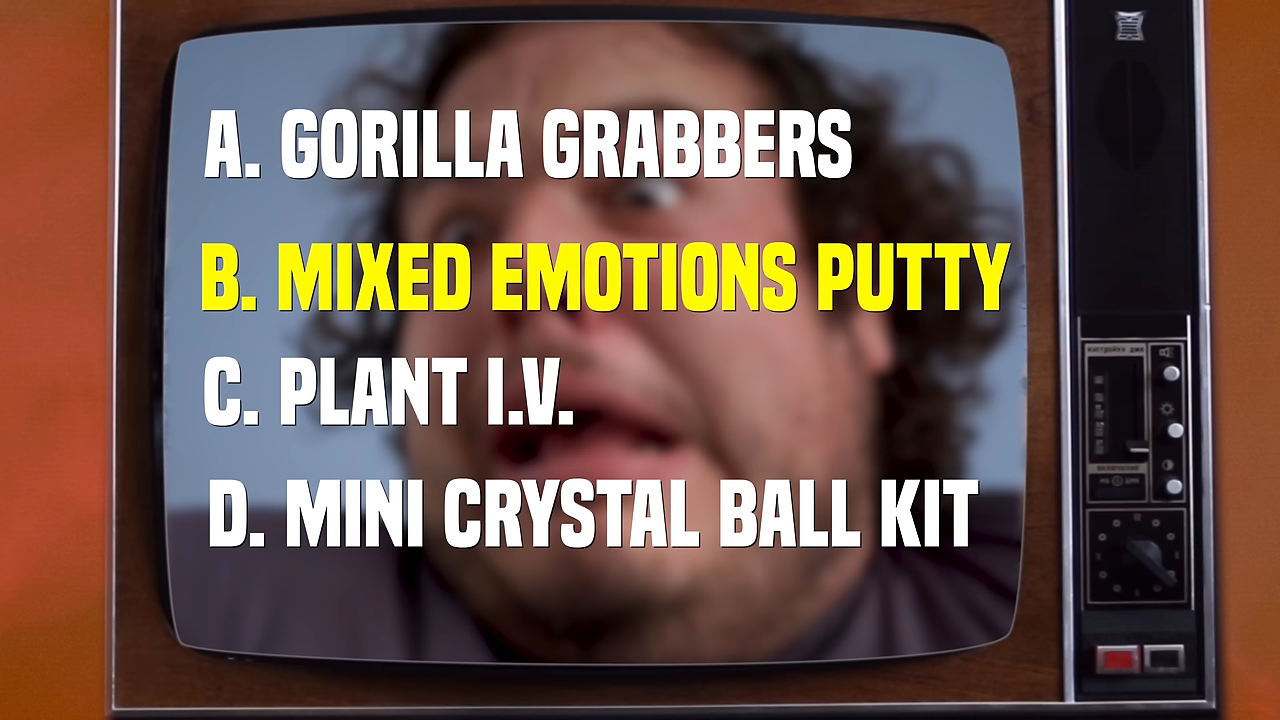 A. GORILLA GRABBERS
B. MIXED EMOTIONS PUTTY
C. PLANT I.V.
D. MINI CRYSTAL BALL KIT